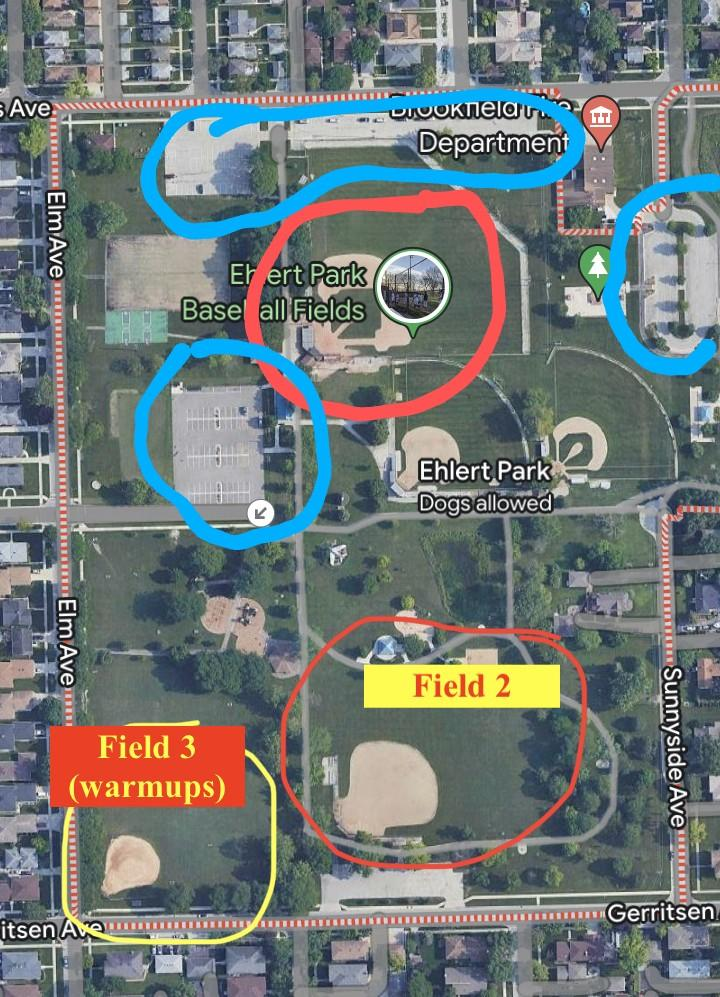 s Ave
Brookfield Fire
Department
Elm Ave
Ehlert Park
Baseball Fields
Ehlert Park
Dogs allowed
Elm Ave
Field 2
Sunnyside Ave
Field 3
(warmups)
Gerritsen
itsen Ave